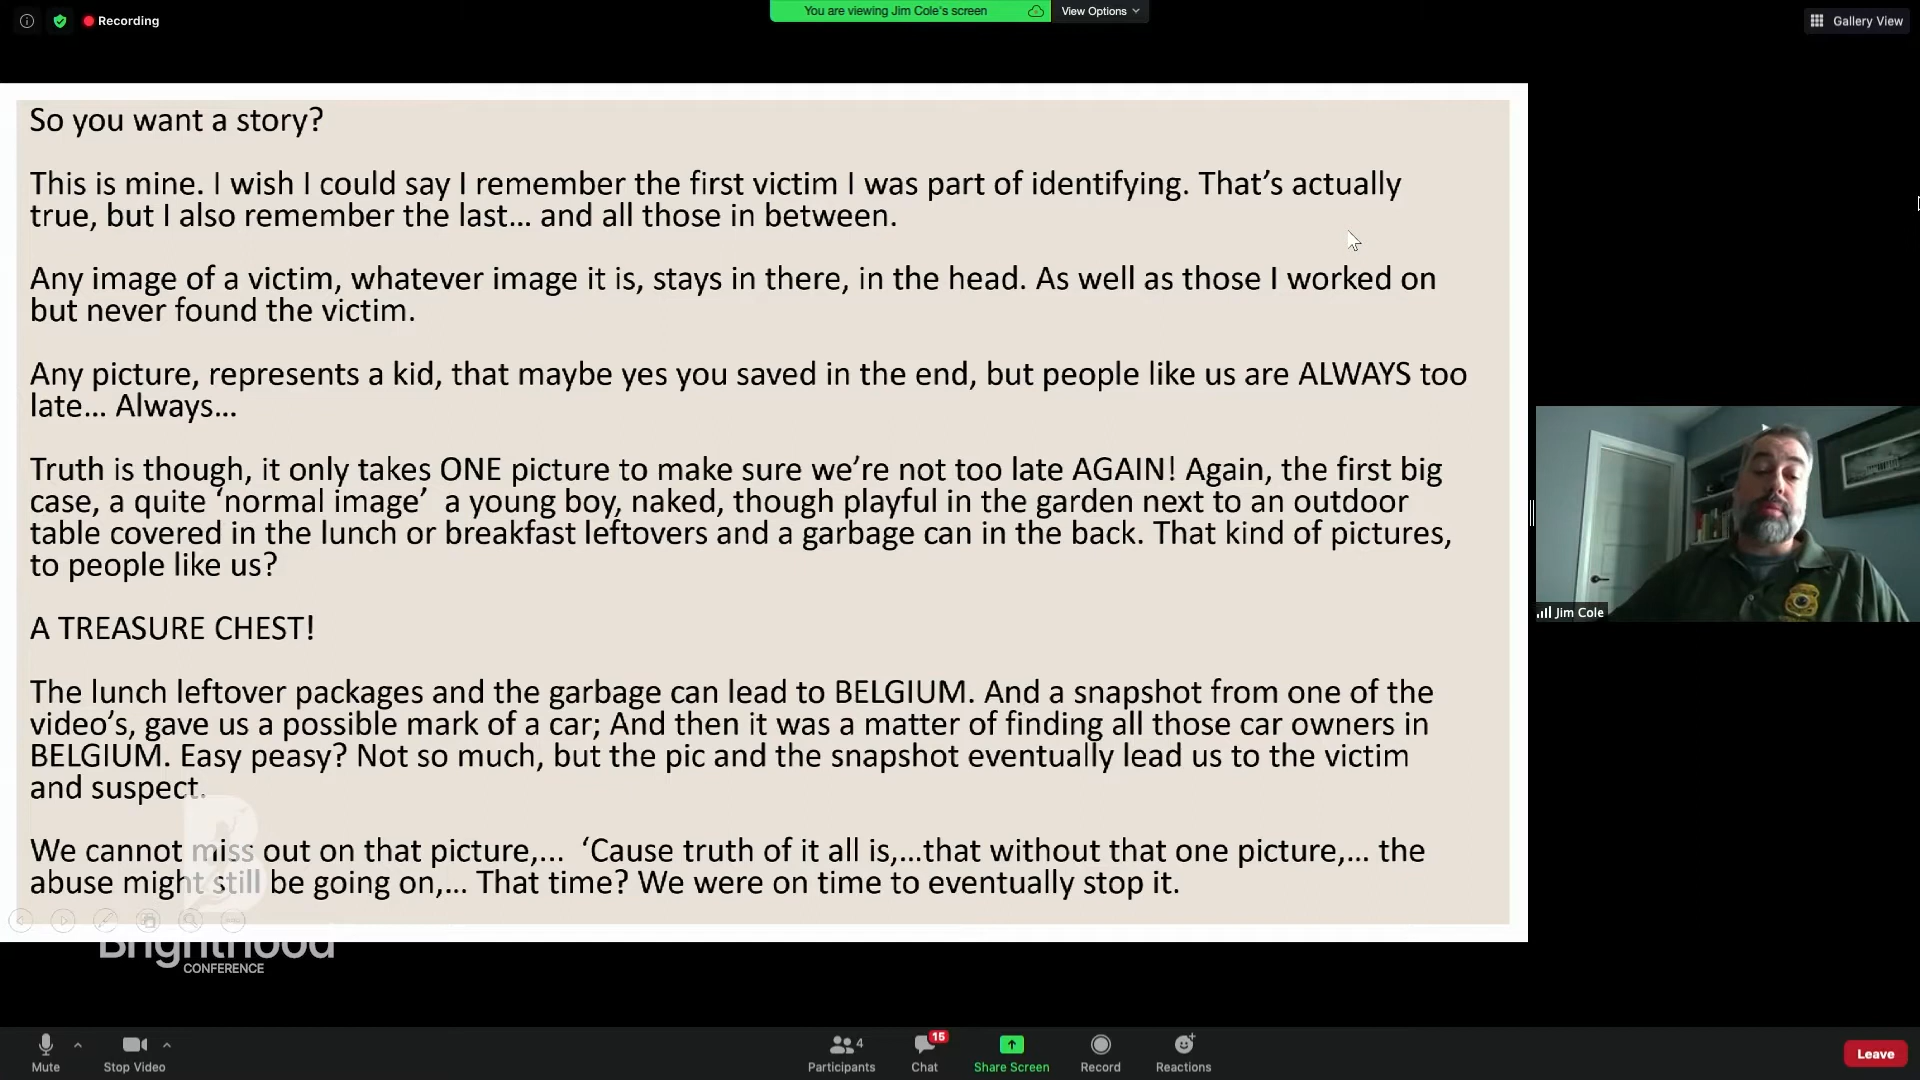 Recording
You are viewing Jim Cole's screen
View Options
Gallery View
So you want a story?
This is mine. I wish I could say I remember the first victim I was part of identifying. That's actually
true, but I also remember the last... and all those in between.
Any image of a victim, whatever image it is, stays in there, in the head. As well as those I worked on
but never found the victim.
Any picture, represents a kid, that maybe yes you saved in the end, but people like us are ALWAYS too
late... Always...
Truth is though, it only takes ONE picture to make sure we're not too late AGAIN! Again, the first big
case, a quite ‘normal image’ a young boy, naked, though playful in the garden next to an outdoor
table covered in the lunch or breakfast leftovers and a garbage can in the back. That kind of pictures,
to people like us?
A TREASURE CHEST!
The lunch leftover packages and the garbage can lead to BELGIUM. And a snapshot from one of the
video's, gave us a possible mark of a car; And then it was a matter of finding all those car owners in
BELGIUM. Easy peasy? Not so much, but the pic and the snapshot eventually lead us to the victim
and suspect.
We cannot miss out on that picture,... ‘Cause truth of it all is,...that without that one picture,... the
abuse might still be going on,... That time? We were on time to eventually stop it.
Jim Cole
B
Brighthood
CONFERENCE
Mute
Stop Video
4
Participants
15
Chat
Share Screen
Record
Reactions
Leave